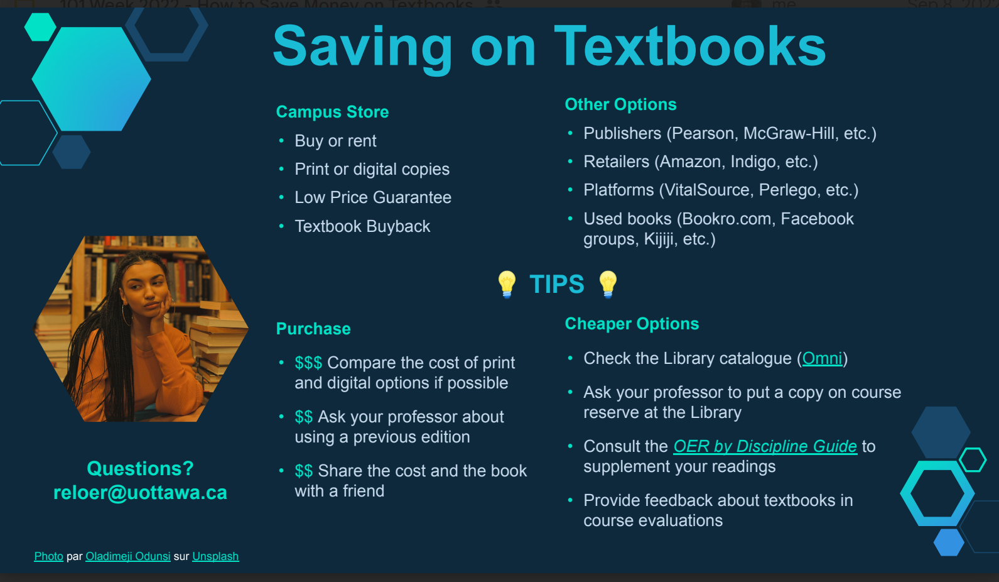 101 Week 2022 - How to Save Money on Textbooks
me
Sep 8, 2022
Saving on Textbooks
Campus Store
• Buy or rent
• Print or digital copies
• Low Price Guarantee
• Textbook Buyback
Other Options
• Publishers (Pearson, McGraw-Hill, etc.)
• Retailers (Amazon, Indigo, etc.)
• Platforms (VitalSource, Perlego, etc.)
• Used books (Bookro.com, Facebook
groups, Kijiji, etc.)
💡 TIPS 💡
Purchase
• $$$ Compare the cost of print
and digital options if possible
• $$ Ask your professor about
using a previous edition
• $$ Share the cost and the book
with a friend
Cheaper Options
• Check the Library catalogue (Omni)
• Ask your professor to put a copy on course
reserve at the Library
• Consult the OER by Discipline Guide to
supplement your readings
• Provide feedback about textbooks in
course evaluations
Questions?
reloer@uottawa.ca
Photo par Oladimeji Odunsi sur Unsplash